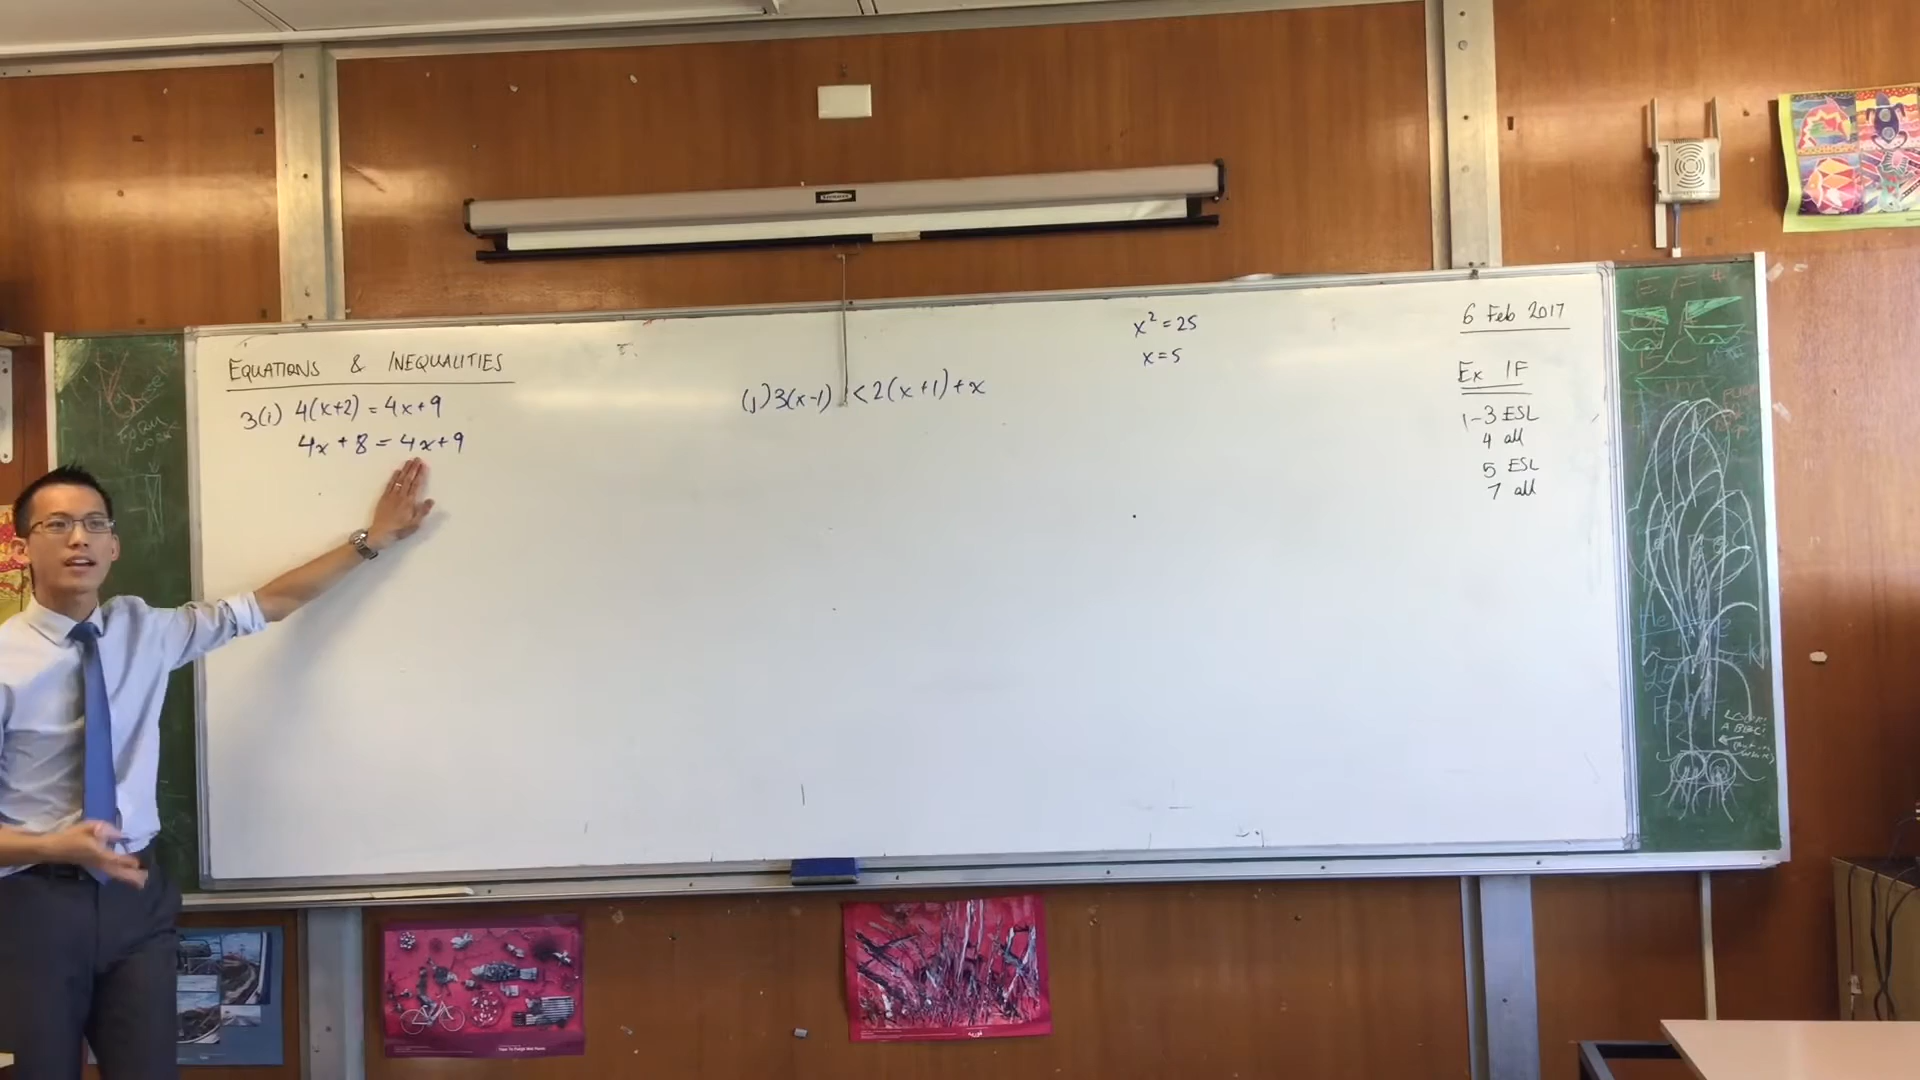 EQUATIONS & INEQUALITIES
3(i) 4(x+2) = 4x+9
4x + 8 = 4x+9
(j) 3(x-1) < 2(x+1)+x
x² = 25
x = 5
6 Feb 2017
Ex 1F
1-3 ESL
4 all
5 ESL
7 all
LOOK!